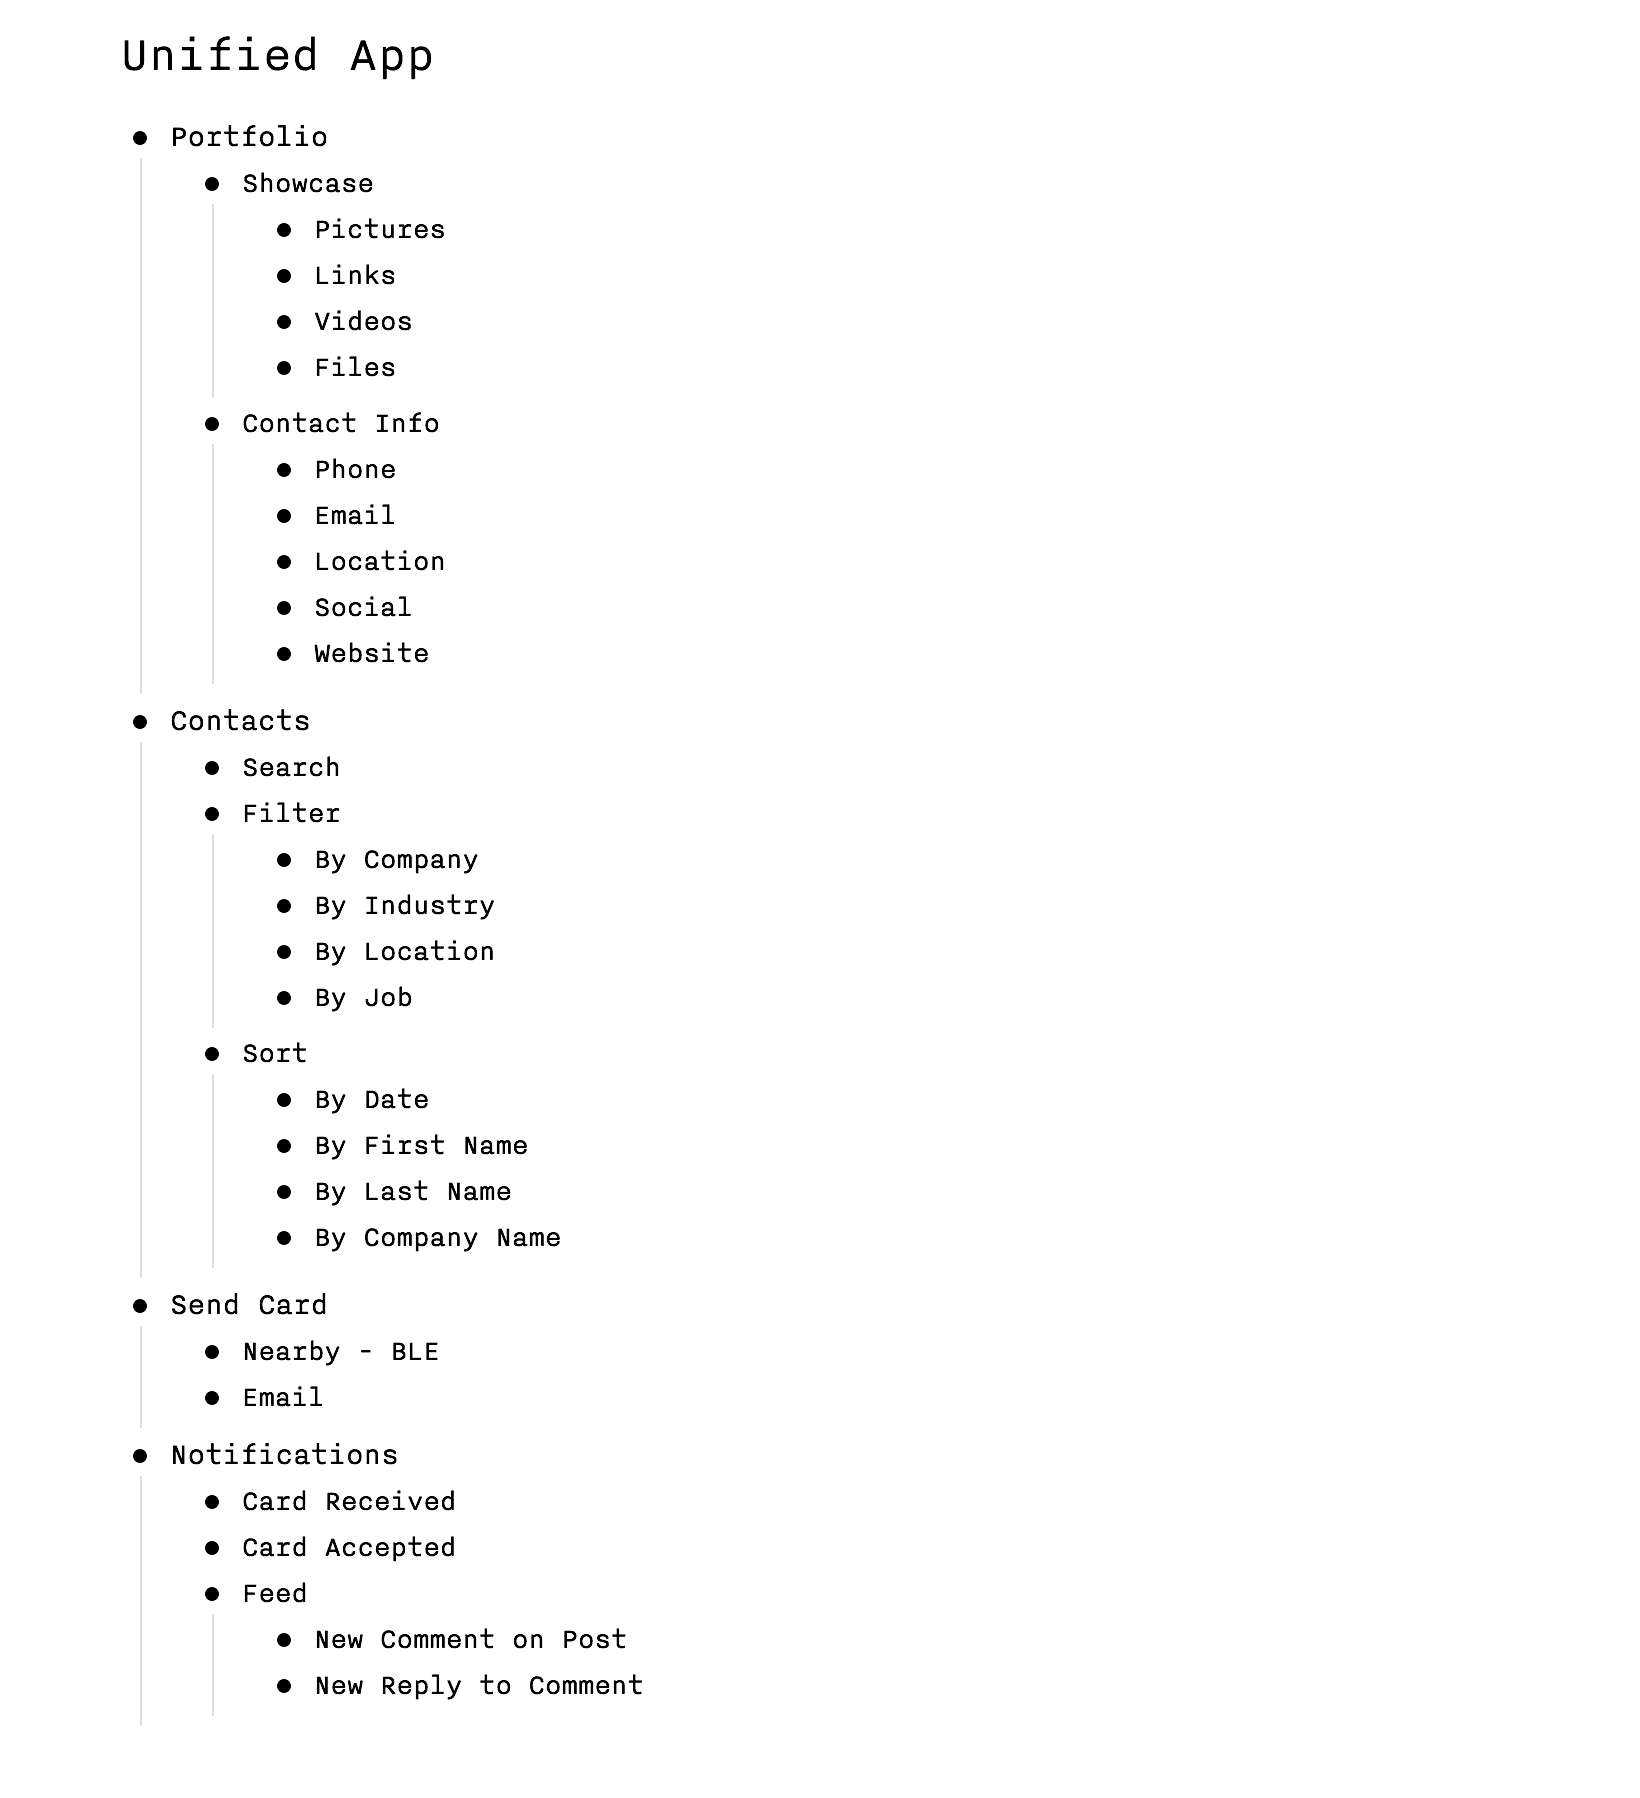 Unified App
Portfolio
Showcase
Pictures
Links
Videos
Files
Contact Info
Phone
Email
Location
Social
Website
Contacts
Search
Filter
By Company
By Industry
By Location
By Job
Sort
By Date
By First Name
By Last Name
By Company Name
Send Card
Nearby - BLE
Email
Notifications
Card Received
Card Accepted
Feed
New Comment on Post
New Reply to Comment